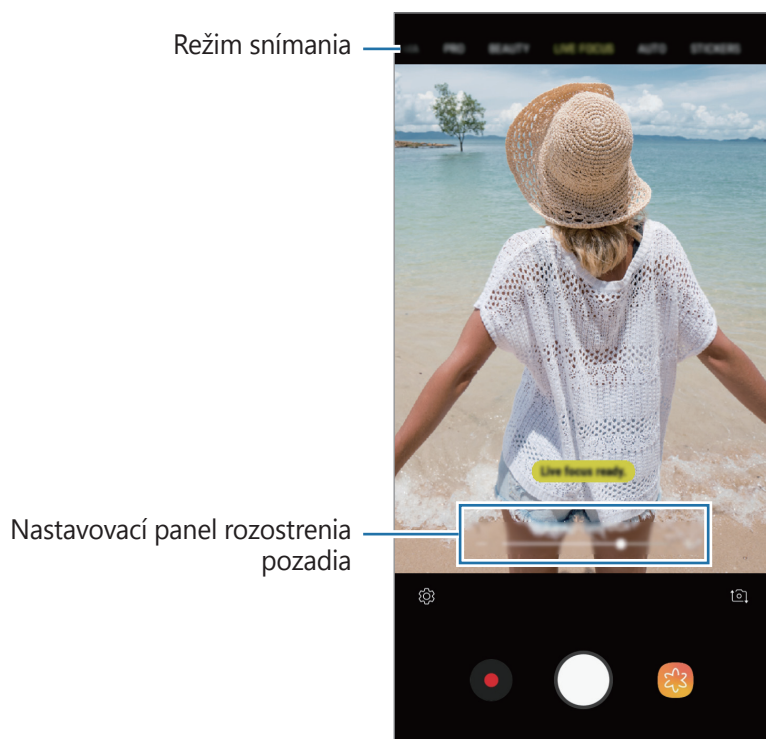 Režim snímania
PRO BEAUTY LIVE FOCUS AUTO STICKERS
Live focus ready.
Nastavovací panel rozostrenia
pozadia